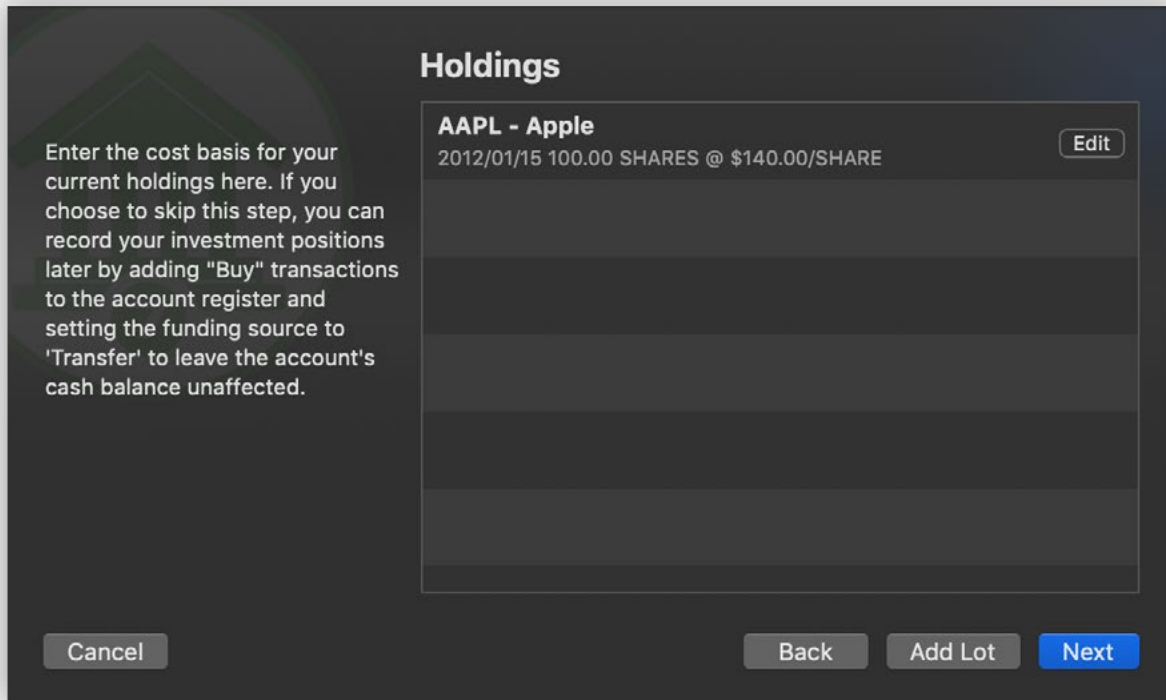 Holdings
Enter the cost basis for your
current holdings here. If you
choose to skip this step, you can
record your investment positions
later by adding "Buy" transactions
to the account register and
setting the funding source to
'Transfer' to leave the account's
cash balance unaffected.
AAPL - Apple
2012/01/15 100.00 SHARES @ $140.00/SHARE
Edit
Cancel
Back
Add Lot
Next